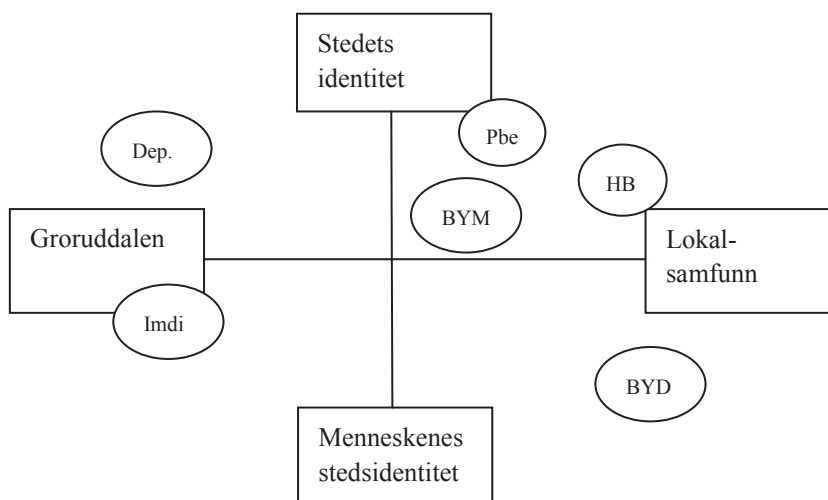 Stedets
identitet
Pbe
Dep.
HB
BYM
Groruddalen
Lokal-
samfunn
Imdi
BYD
Menneskenes
stedsidentitet